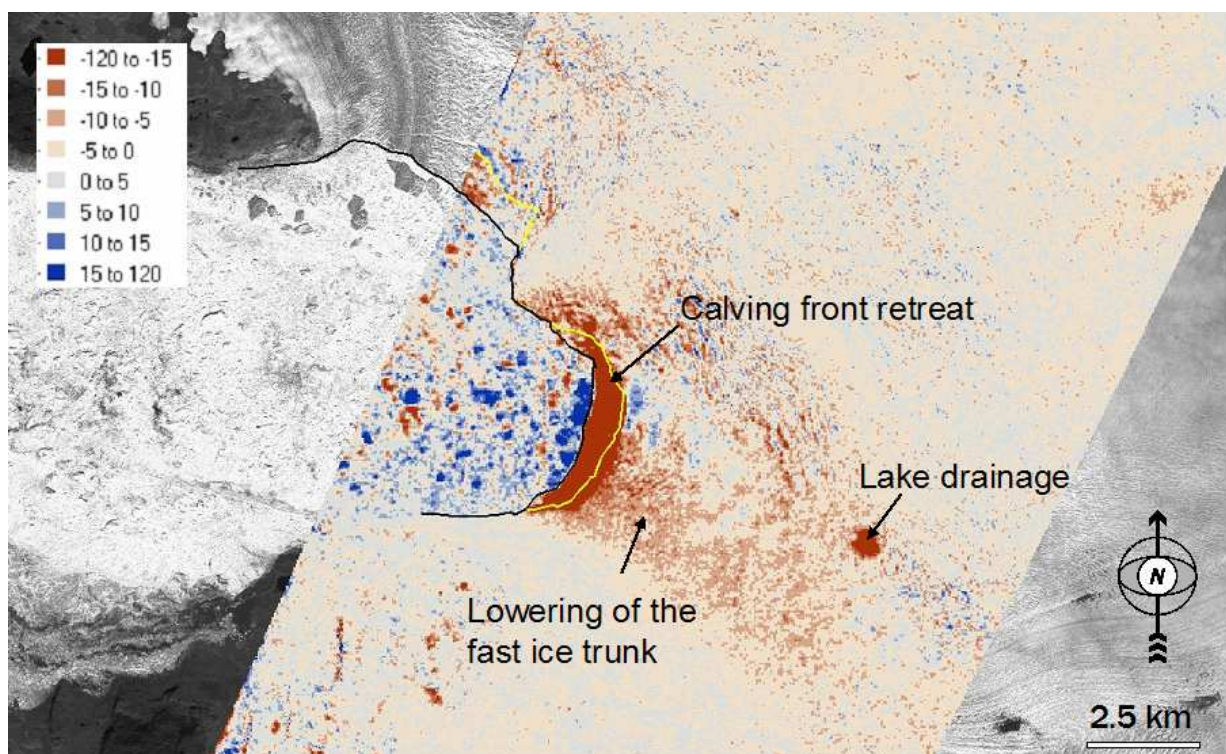 -120 to -15
-15 to -10
-10 to -5
-5 to 0
0 to 5
5 to 10
10 to 15
15 to 120
Calving front retreat
Lake drainage
Lowering of the
fast ice trunk
N
2.5 km